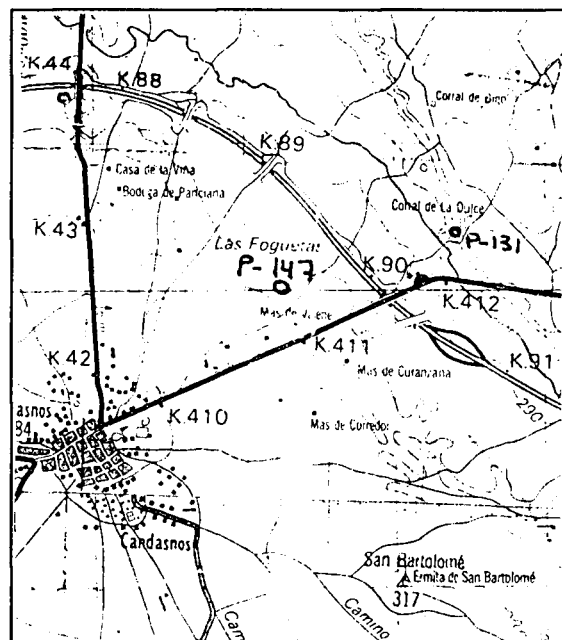 K.44
K.88
K.89
Casa de la Viña
Bodega de
K 43
Corral de
Corral de La Dulce
P-131
Las Foguetas
P-147
K.90
K.412
Mas de
K.411
K.42
K.91
Mas de
K.410
290
Mas de Corredor
asnos
84
Candasnos
San Bartolomé
Ermita de San Bartolomé
317
Camino
Cam